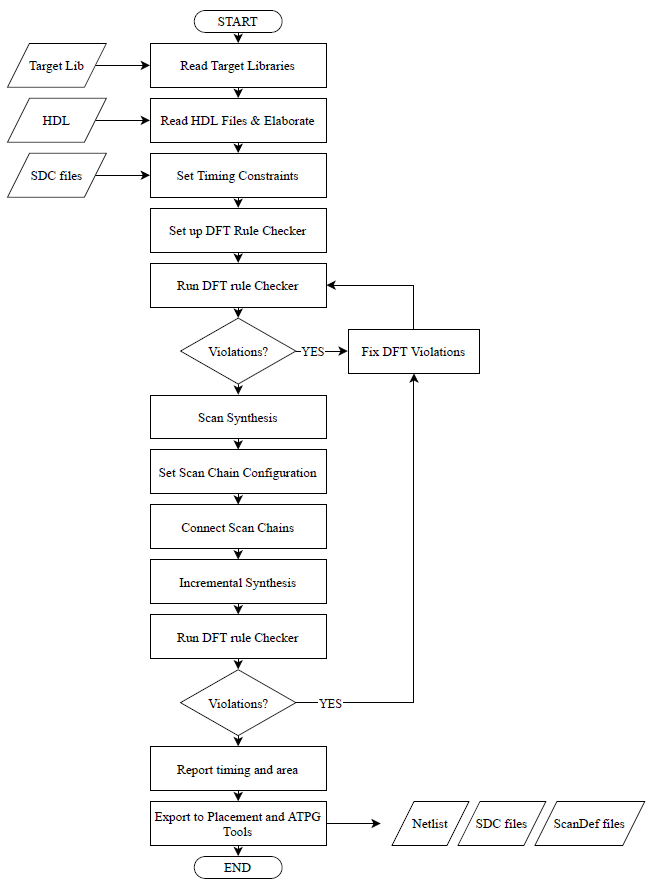 START
Target Lib
Read Target Libraries
HDL
Read HDL Files & Elaborate
SDC files
Set Timing Constraints
Set up DFT Rule Checker
Run DFT rule Checker
Violations?
YES
Fix DFT Violations
Scan Synthesis
Set Scan Chain Configuration
Connect Scan Chains
Incremental Synthesis
Run DFT rule Checker
Violations?
YES
Report timing and area
Export to Placement and ATPG
Tools
Netlist
SDC files
ScanDef files
END